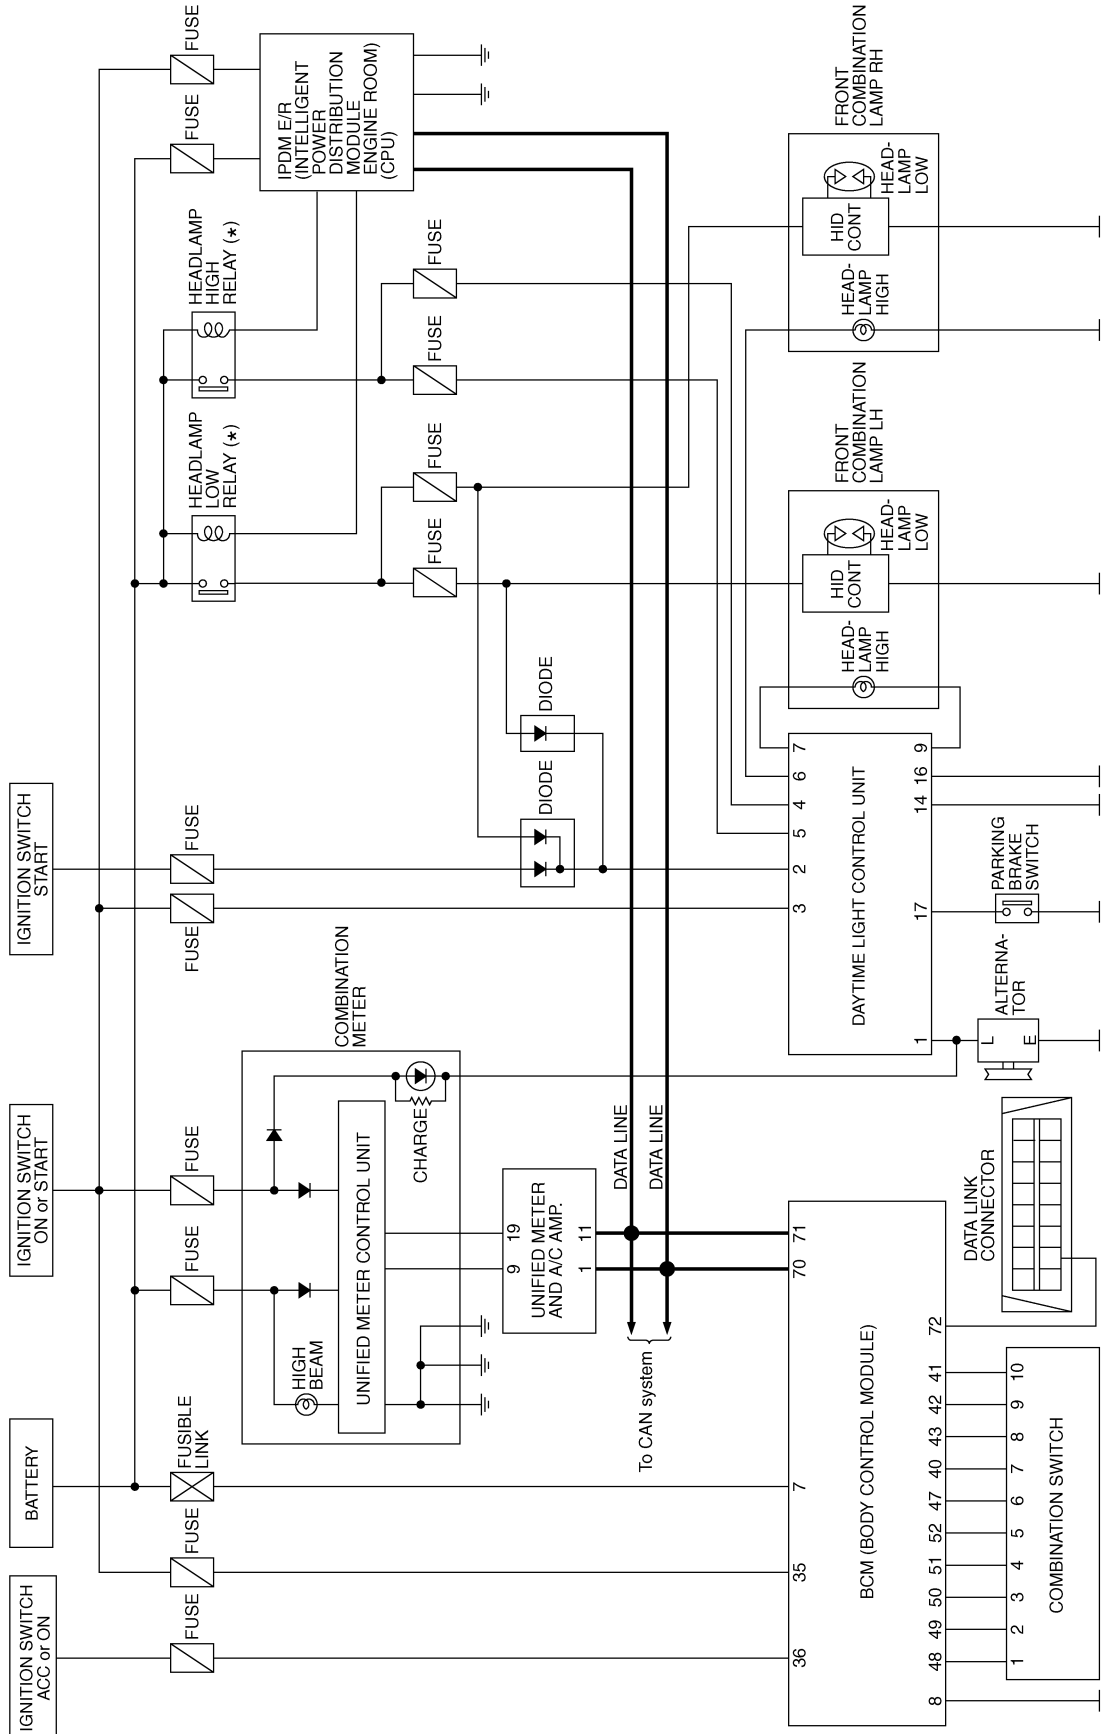 IGNITION SWITCH
ACC or ON
BATTERY
IGNITION SWITCH
ON or START
IGNITION SWITCH
START
FUSE
FUSE
FUSIBLE
LINK
FUSE
FUSE
FUSE
FUSE
HEADLAMP
LOW
RELAY (*)
HEADLAMP
HIGH
RELAY (*)
FUSE
FUSE
IPDM E/R
(INTELLIGENT
POWER
DISTRIBUTION
MODULE
ENGINE ROOM)
(CPU)
COMBINATION
METER
HIGH
BEAM
UNIFIED METER CONTROL UNIT
CHARGE
FUSE
FUSE
FUSE
FUSE
DIODE
DIODE
9
19
UNIFIED METER
AND A/C AMP.
1
11
DATA LINE
DATA LINE
To CAN system
36
35
7
70
71
BCM (BODY CONTROL MODULE)
8
48
49
50
51
52
47
40
43
42
41
72
1
2
3
4
5
6
7
8
9
10
COMBINATION SWITCH
DATA LINK
CONNECTOR
3
2
5
4
6
7
DAYTIME LIGHT CONTROL UNIT
1
17
14
16
9
L
E
ALTERNA-
TOR
PARKING
BRAKE
SWITCH
FRONT
COMBINATION
LAMP LH
HEAD-
LAMP
HIGH
HID
CONT
HEAD-
LAMP
LOW
FRONT
COMBINATION
LAMP RH
HEAD-
LAMP
HIGH
HID
CONT
HEAD-
LAMP
LOW